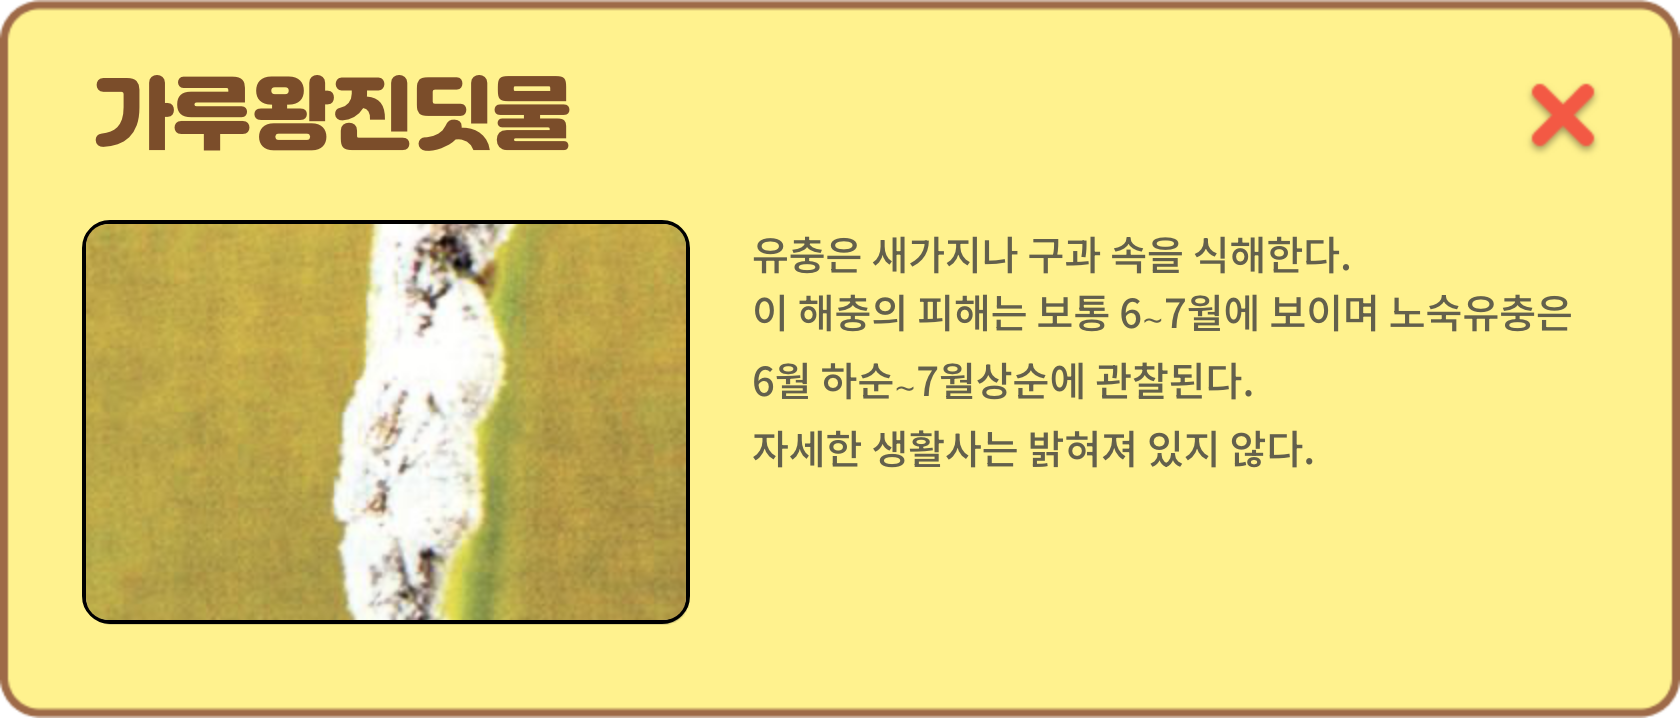 가루왕진딧물
유충은 새가지나 구과 속을 식해한다.
이 해충의 피해는 보통 6~7월에 보이며 노숙유충은
6월 하순~7월상순에 관찰된다.
자세한 생활사는 밝혀져 있지 않다.